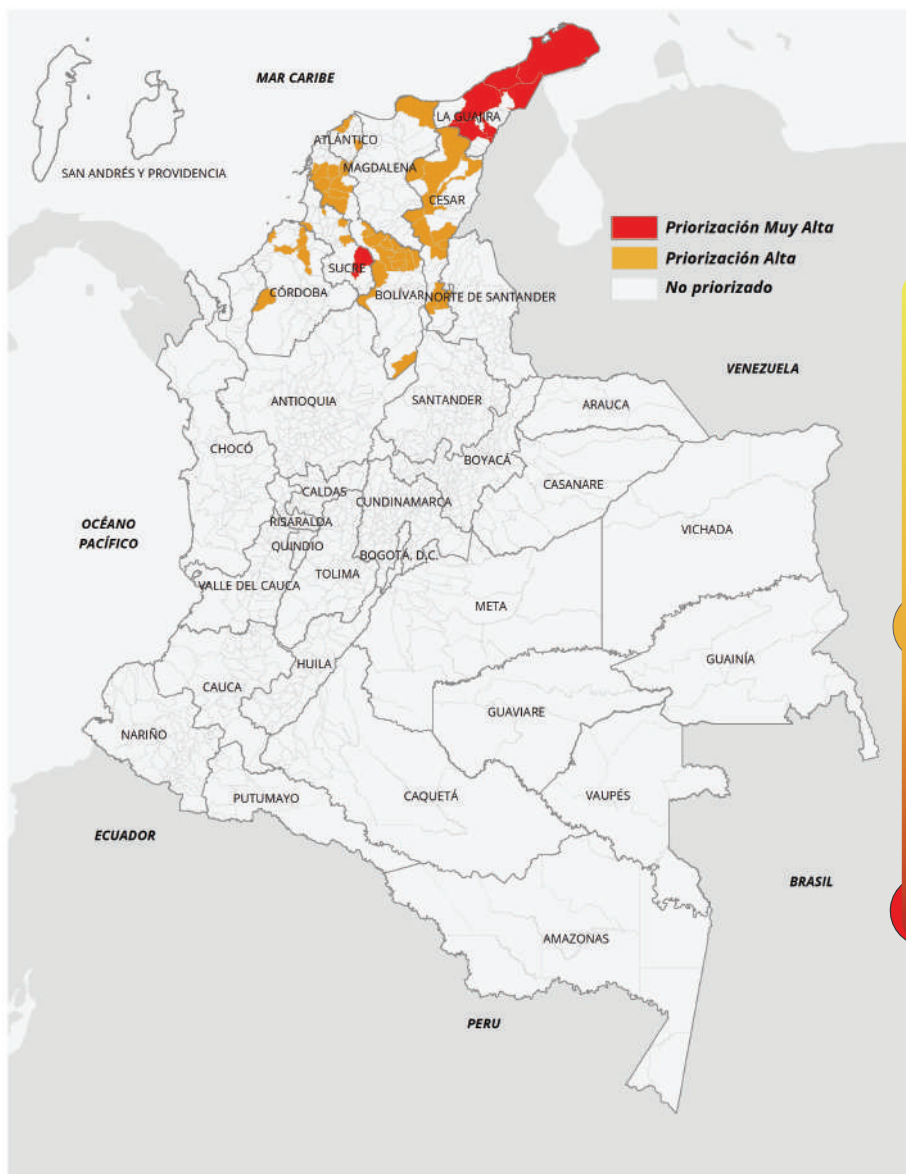 MAR CARIBE
SAN ANDRÉS Y PROVIDENCIA
LA GUAJIRA
ATLÁNTICO
MAGDALENA
CESAR
Priorización Muy Alta
Priorización Alta
No priorizado
SUCRE
CÓRDOBA
BOLÍVAR
NORTE DE SANTANDER
VENEZUELA
ANTIOQUIA
SANTANDER
ARAUCA
CHOCÓ
BOYACÁ
CASANARE
CALDAS
CUNDINAMARCA
OCÉANO
PACÍFICO
RISARALDA
QUINDIO
BOGOTÁ, D.C.
VICHADA
TOLIMA
VALLE DEL CAUCA
META
HUILA
GUAINÍA
CAUCA
GUAVIARE
NARIÑO
PUTUMAYO
CAQUETÁ
VAUPÉS
ECUADOR
BRASIL
AMAZONAS
PERU